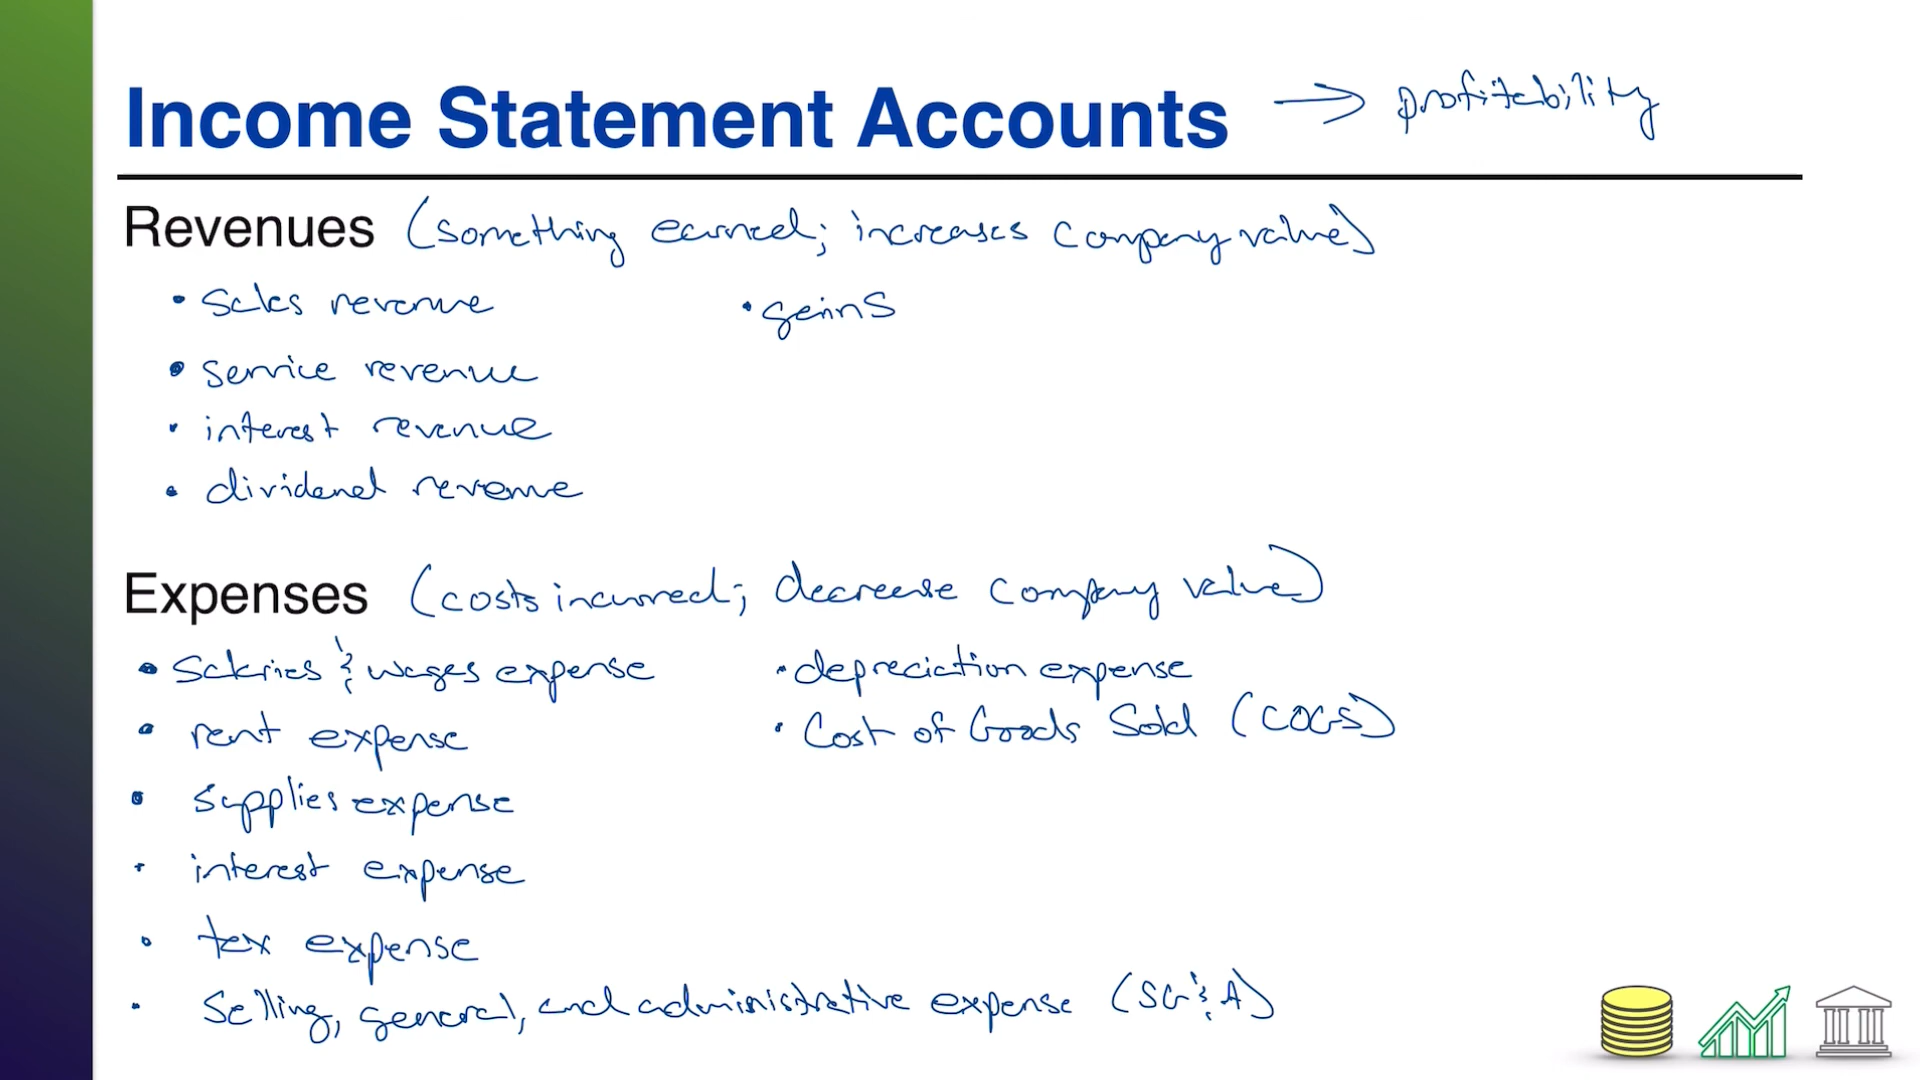 Income Statement Accounts → profitability
Revenues (something earned; increases company value)
• sales revenue
• gains
• service revenue
• interest revenue
• dividend revenue
Expenses (costs incurred; decrease company value)
• Salaries & wages expense
• depreciation expense
• rent expense
• Cost of Goods Sold (COGS)
• supplies expense
• interest expense
• tax expense
• Selling, general, and administrative expense (SG&A)